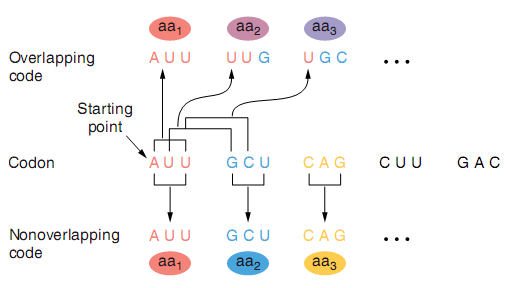 aa1 aa2 aa3
Overlapping code A U U U U G U G C ...
Starting point
Codon A U U G C U C A G C U U G A C
Nonoverlapping code A U U G C U C A G ...
aa1 aa2 aa3